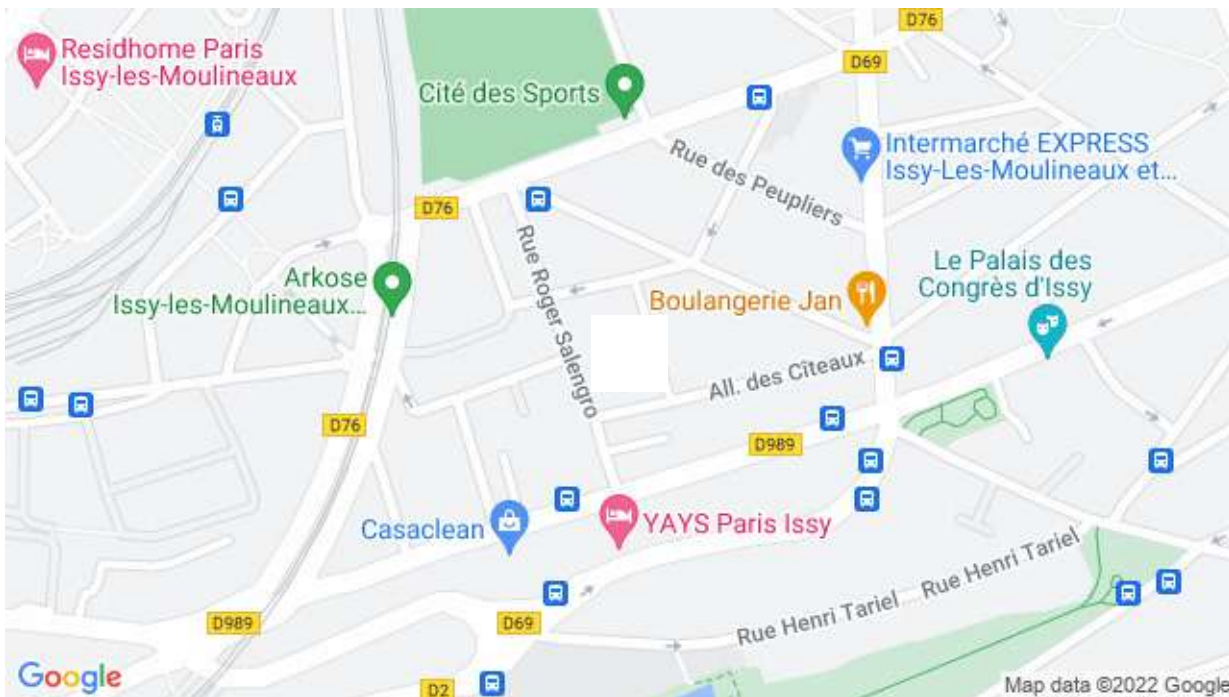 D76
Residhome Paris
Issy-les-Moulineaux
D69
Cité des Sports
Intermarché EXPRESS
Issy-Les-Moulineaux et...
Rue des Peupliers
D76
Le Palais des
Congrès d'Issy
Arkose
Issy-les-Moulineaux...
Rue Roger Salengro
Boulangerie Jan
All. des Cîteaux
D76
D989
Casaclean
YAYS Paris Issy
Rue Henri Tariel
Rue Henri Tariel
D989
D69
Google
D2
Map data ©2022 Google